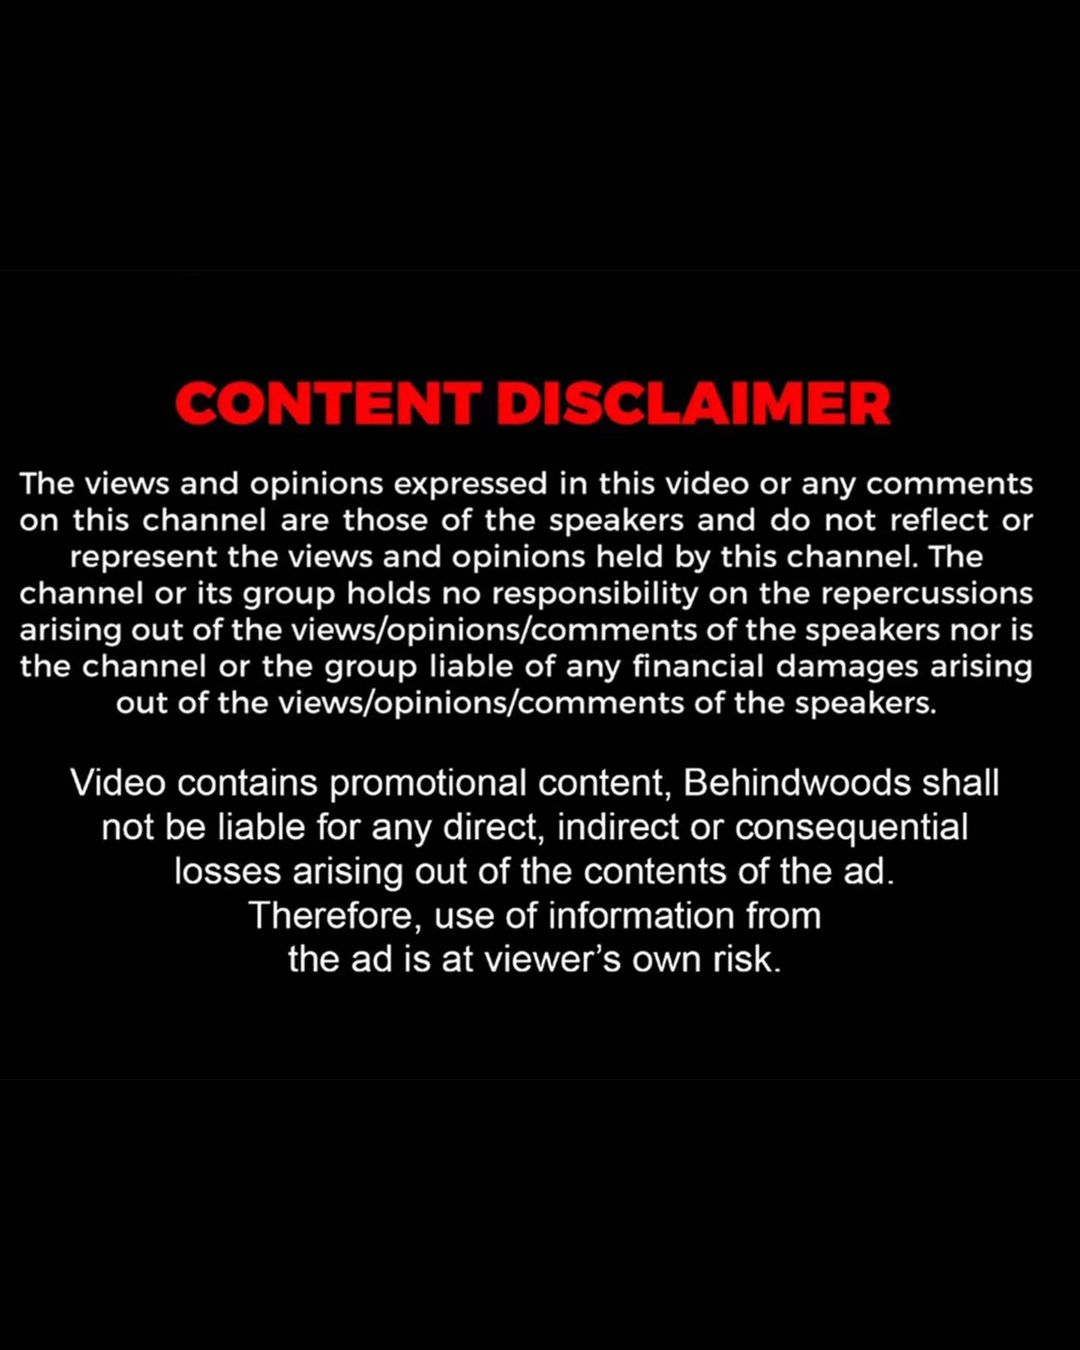 CONTENT DISCLAIMER
The views and opinions expressed in this video or any comments
on this channel are those of the speakers and do not reflect or
represent the views and opinions held by this channel. The
channel or its group holds no responsibility on the repercussions
arising out of the views/opinions/comments of the speakers nor is
the channel or the group liable of any financial damages arising
out of the views/opinions/comments of the speakers.
Video contains promotional content, Behindwoods shall
not be liable for any direct, indirect or consequential
losses arising out of the contents of the ad.
Therefore, use of information from
the ad is at viewer’s own risk.